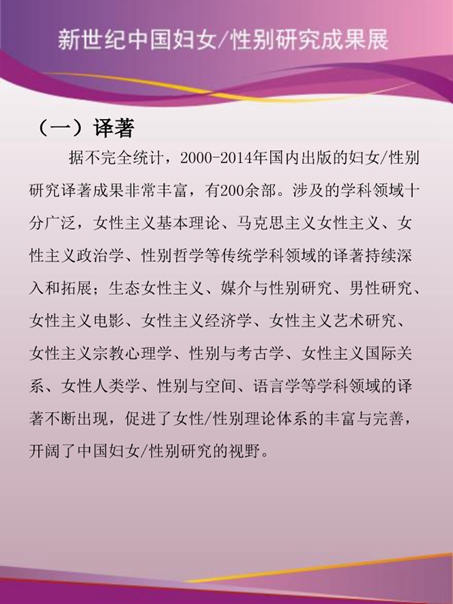 新世纪中国妇女/性别研究成果展
（一）译著
据不完全统计，2000-2014年国内出版的妇女/性别
研究译著成果非常丰富，有200余部。涉及的学科领域十
分广泛，女性主义基本理论、马克思主义女性主义、女
性主义政治学、性别哲学等传统学科领域的译著持续深
入和拓展；生态女性主义、媒介与性别研究、男性研究、
女性主义电影、女性主义经济学、女性主义艺术研究、
女性主义宗教心理学、性别与考古学、女性主义国际关
系、女性人类学、性别与空间、语言学等学科领域的译
著不断出现，促进了女性/性别理论体系的丰富与完善，
开阔了中国妇女/性别研究的视野。